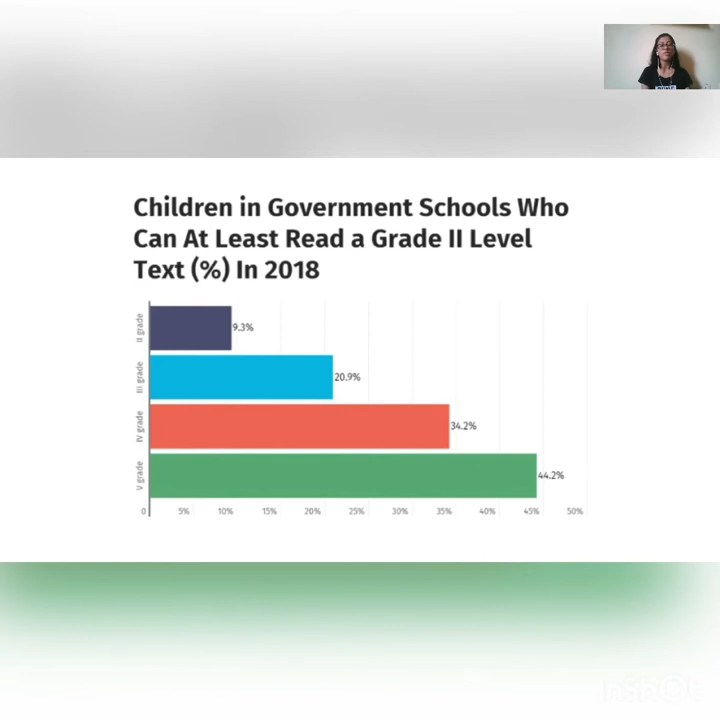 Children in Government Schools Who
Can At Least Read a Grade II Level
Text (%) In 2018
II grade
9.3%
III grade
20.9%
IV grade
34.2%
V grade
44.2%
0 5% 10% 15% 20% 25% 30% 35% 40% 45% 50%
InShOt